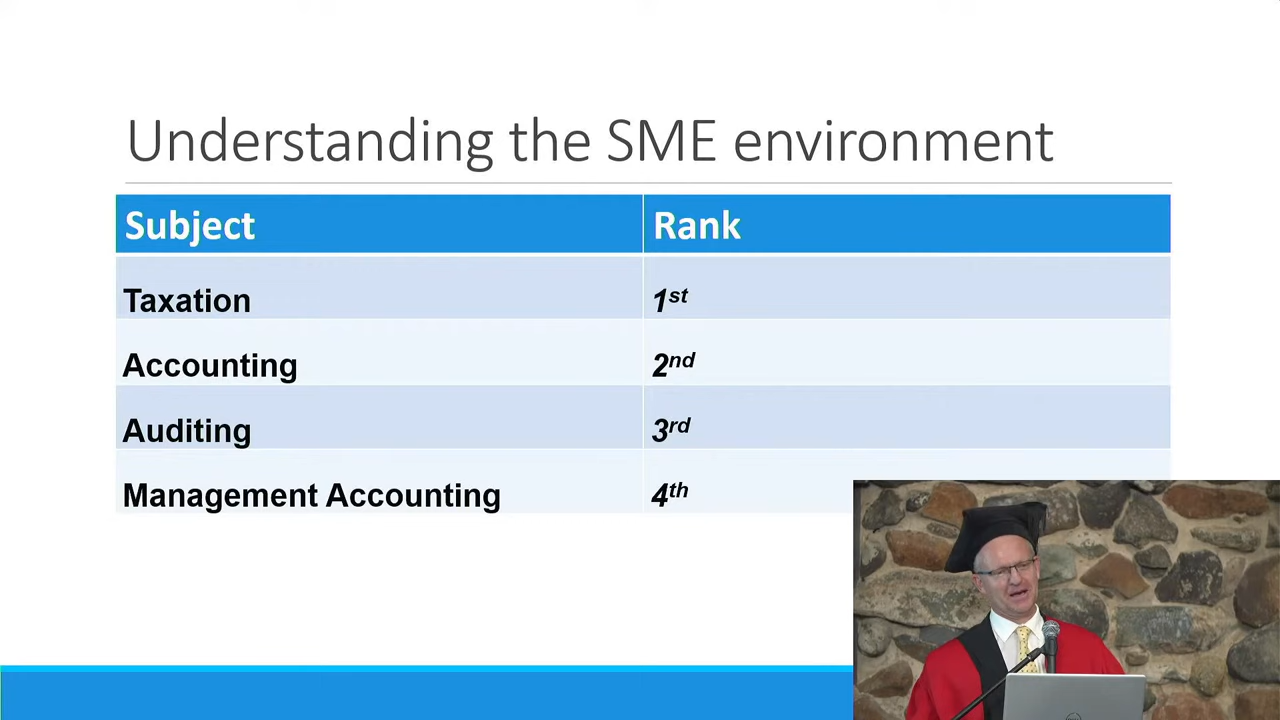 Understanding the SME environment
Subject Rank
Taxation 1st
Accounting 2nd
Auditing 3rd
Management Accounting 4th